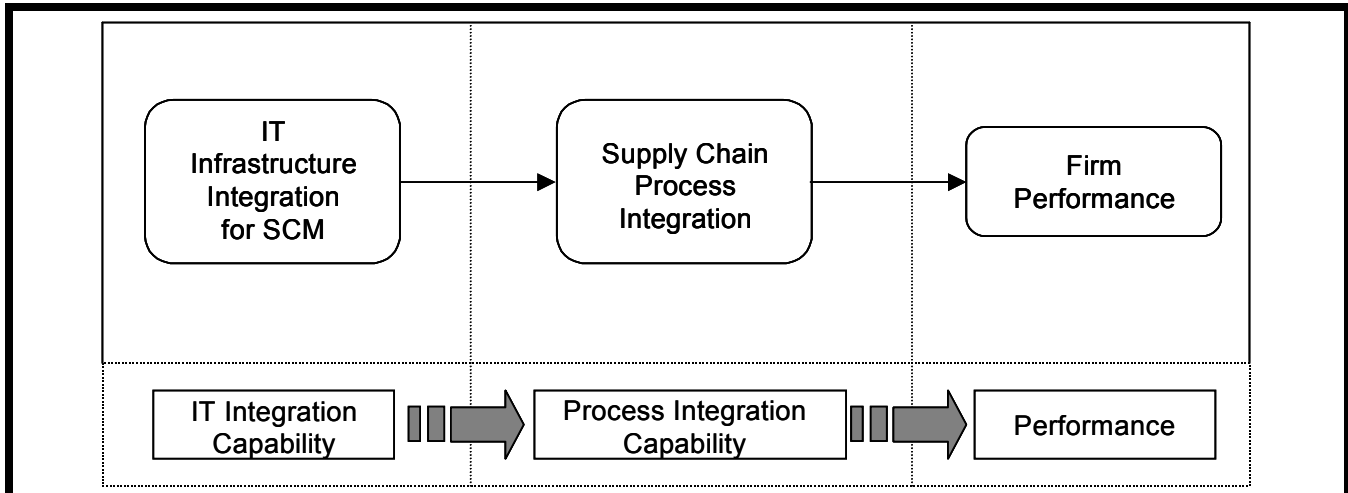 IT
Infrastructure
Integration
for SCM
Supply Chain
Process
Integration
Firm
Performance
IT Integration
Capability
Process Integration
Capability
Performance